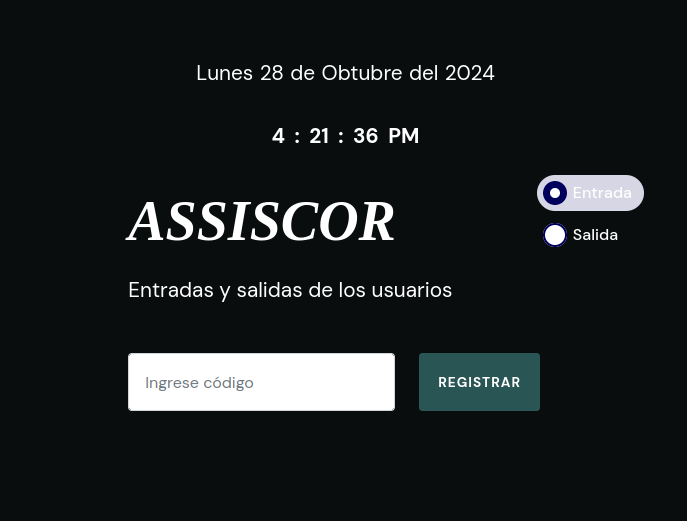 Lunes 28 de Obtubre del 2024
4 : 21 : 36 PM
ASSISCOR
Entrada
Salida
Entradas y salidas de los usuarios
Ingrese código
REGISTRAR